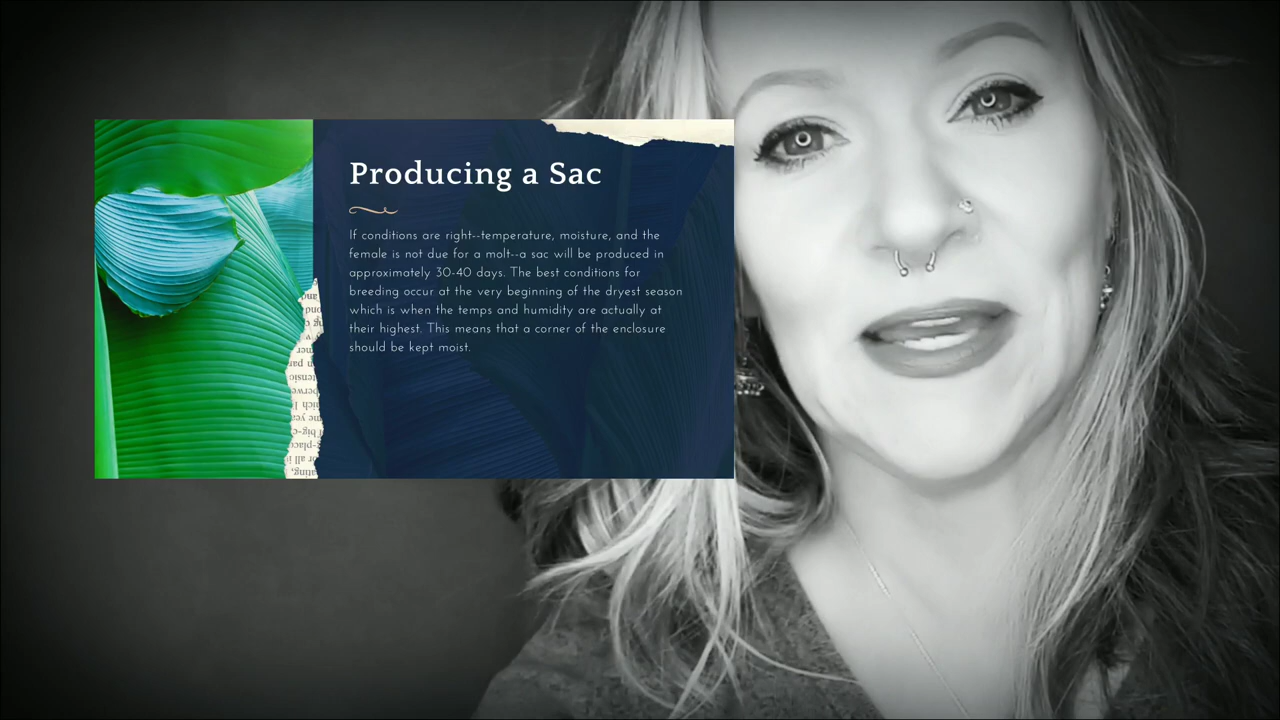 Producing a Sac
If conditions are right--temperature, moisture, and the
female is not due for a molt--a sac will be produced in
approximately 30-40 days. The best conditions for
breeding occur at the very beginning of the dryest season
which is when the temps and humidity are actually at
their highest. This means that a corner of the enclosure
should be kept moist.